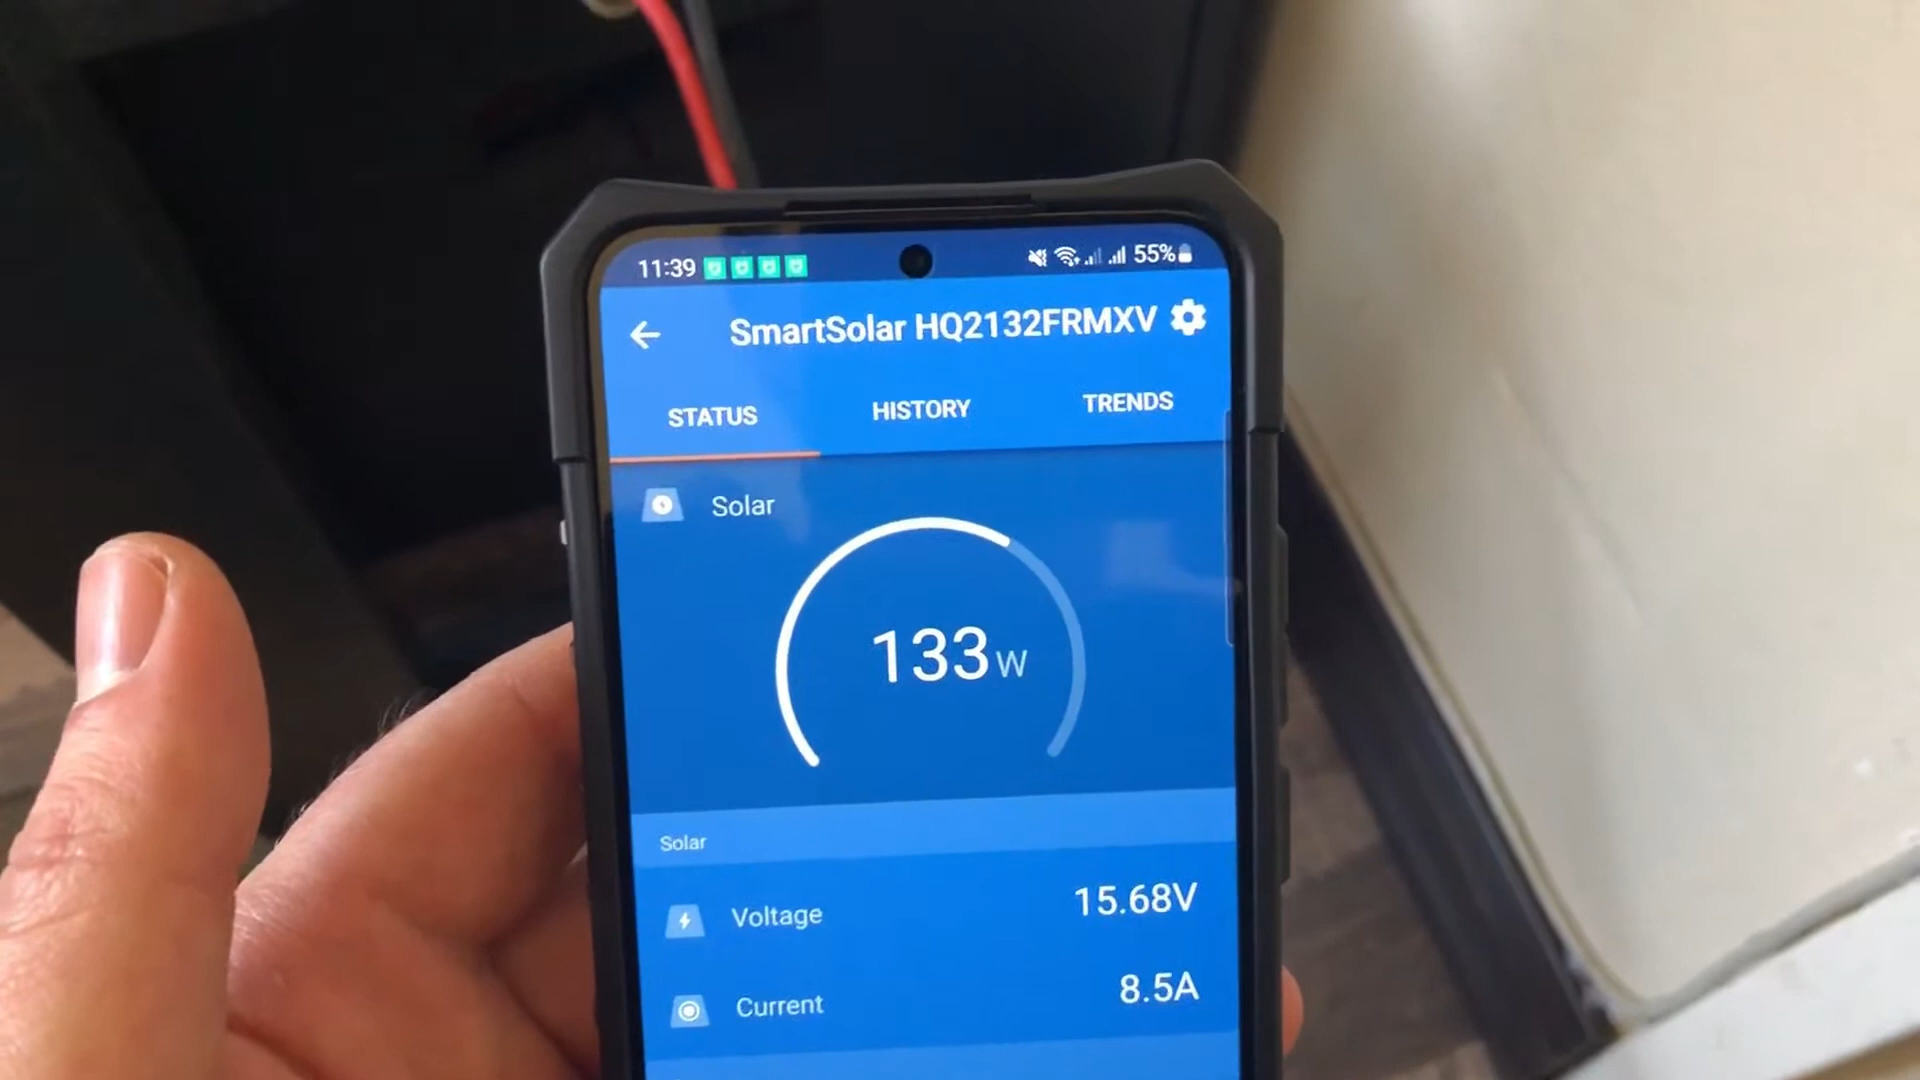 11:39 55%
SmartSolar HQ2132FRMXV
STATUS HISTORY TRENDS
Solar
133W
Solar
Voltage 15.68V
Current 8.5A